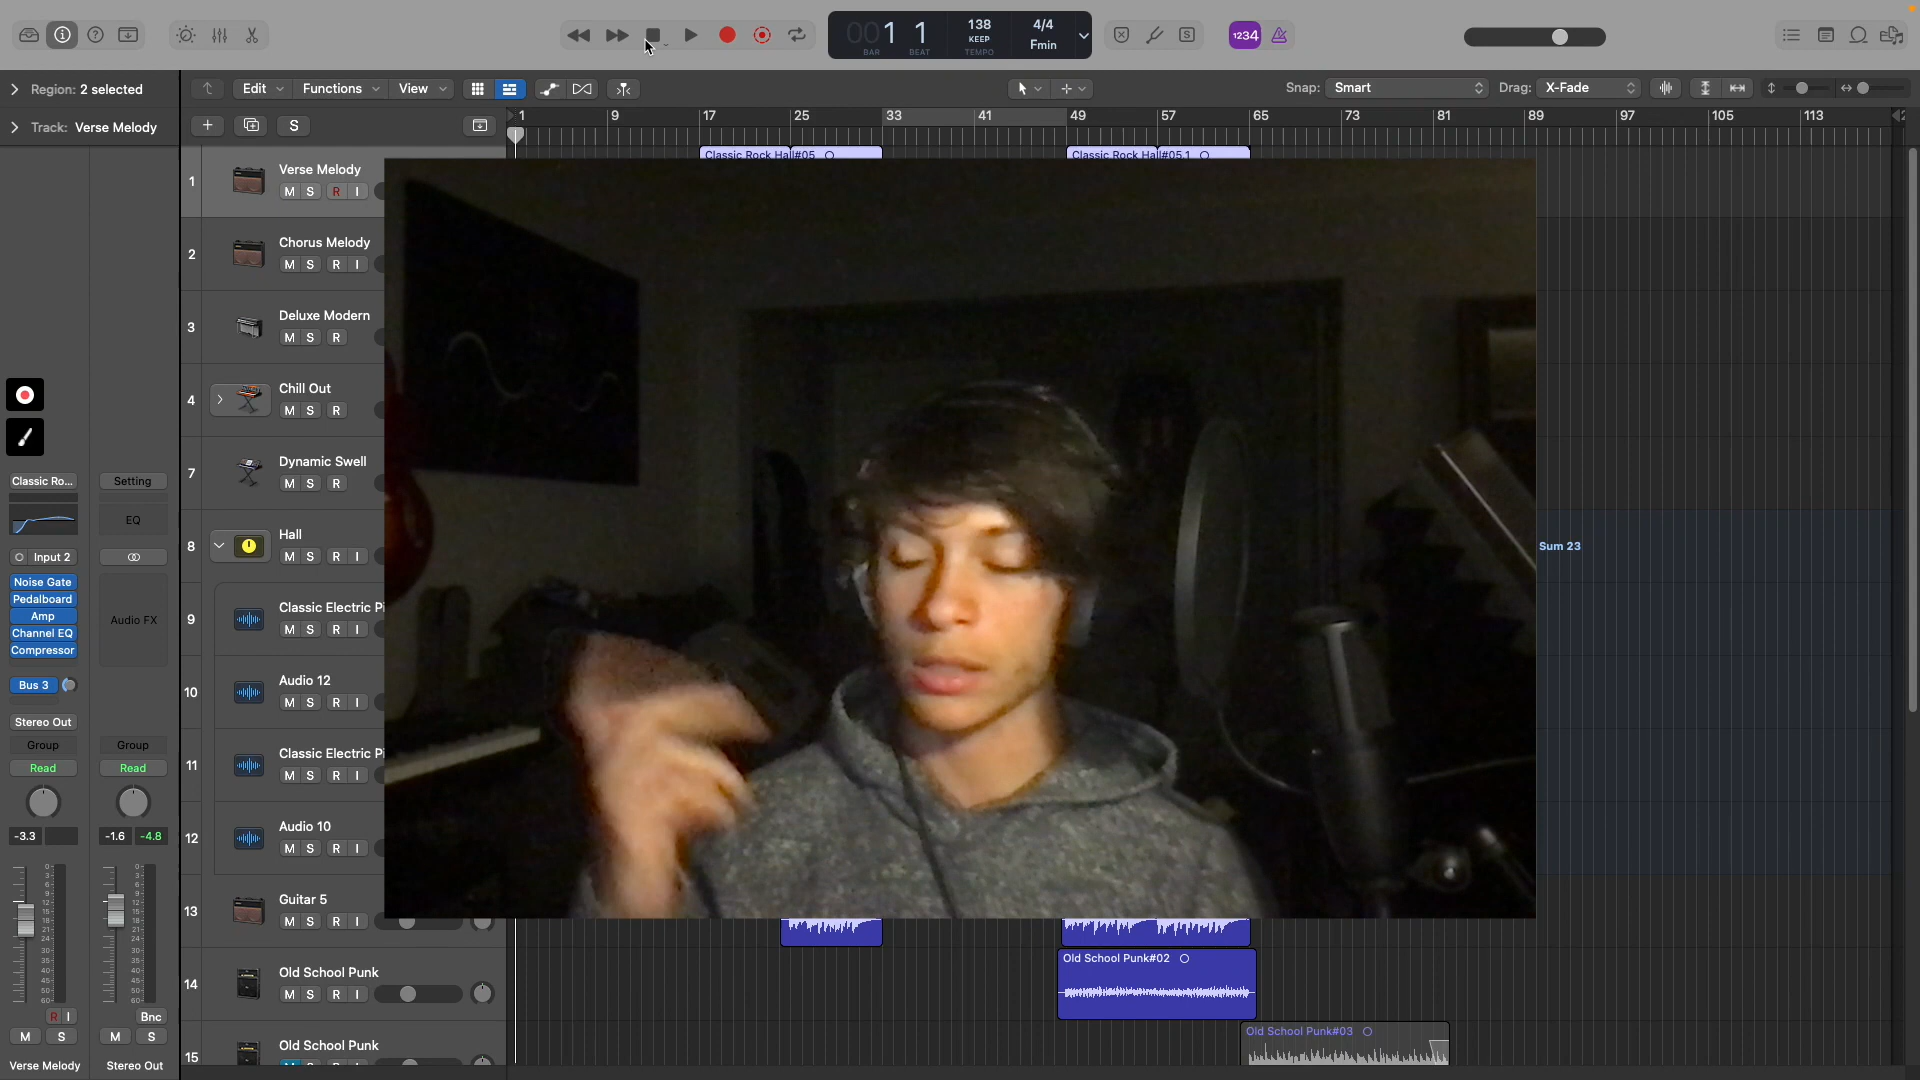 001 1
BAR BEAT
138
KEEP
TEMPO
4/4
Fmin
1234
Region: 2 selected
Edit
Functions
View
Snap: Smart
Drag: X-Fade
Track: Verse Melody
S
1 9 17 25 33 41 49 57 65 73 81 89 97 105 113
Classic Rock Hall#05
Classic Rock Hall#05.1
1 Verse Melody
M S R I
2 Chorus Melody
M S R I
3 Deluxe Modern
M S R
4 Chill Out
M S R
7 Dynamic Swell
M S R
8 Hall
M S R I
Sum 23
9 Classic Electric Pi
M S R I
10 Audio 12
M S R I
11 Classic Electric Pi
M S R I
12 Audio 10
M S R I
13 Guitar 5
M S R I
14 Old School Punk
M S R I
Old School Punk#02
15 Old School Punk
Old School Punk#03
Classic Ro...
Setting
EQ
Input 2
Noise Gate
Pedalboard
Amp
Channel EQ
Compressor
Audio FX
Bus 3
Stereo Out
Group
Group
Read
Read
-3.3
-1.6 -4.8
R I
Bnc
M S
M S
Verse Melody
Stereo Out